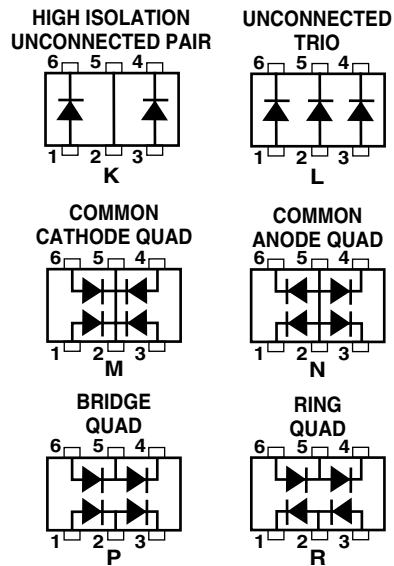 HIGH ISOLATION
UNCONNECTED PAIR
6 5 4
1 2 3
K
UNCONNECTED
TRIO
6 5 4
1 2 3
L
COMMON
CATHODE QUAD
6 5 4
1 2 3
M
COMMON
ANODE QUAD
6 5 4
1 2 3
N
BRIDGE
QUAD
6 5 4
1 2 3
P
RING
QUAD
6 5 4
1 2 3
R